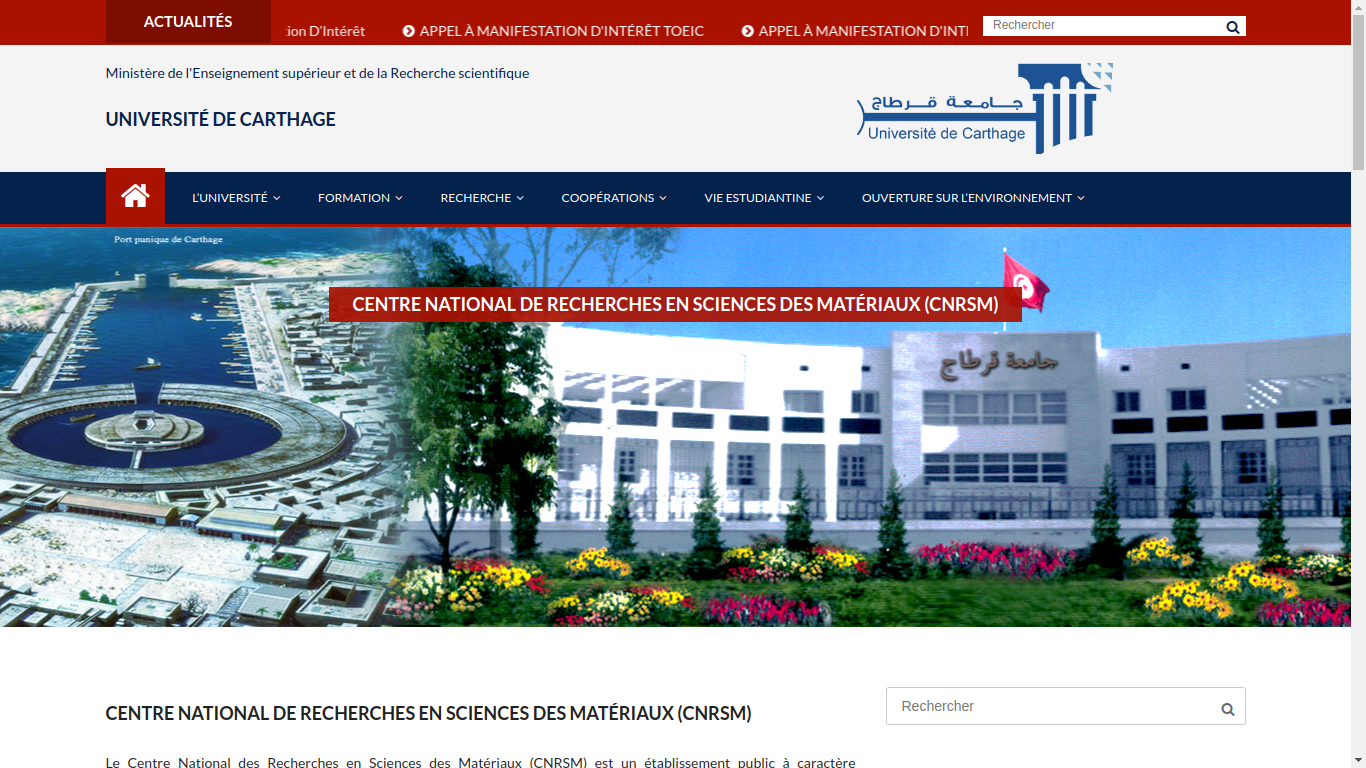 ACTUALITÉS
tion D'Intérêt
APPEL À MANIFESTATION D'INTÉRÊT TOEIC
APPEL À MANIFESTATION D'INTÉ
Rechercher
Ministère de l'Enseignement supérieur et de la Recherche scientifique
UNIVERSITÉ DE CARTHAGE
جامعة قرطاج
Université de Carthage
L'UNIVERSITÉ
FORMATION
RECHERCHE
COOPÉRATIONS
VIE ESTUDIANTINE
OUVERTURE SUR L'ENVIRONNEMENT
Port punique de Carthage
CENTRE NATIONAL DE RECHERCHES EN SCIENCES DES MATÉRIAUX (CNRSM)
جامعة قرطاج
Rechercher
CENTRE NATIONAL DE RECHERCHES EN SCIENCES DES MATÉRIAUX (CNRSM)
Le Centre National des Recherches en Sciences des Matériaux (CNRSM) est un établissement public à caractère